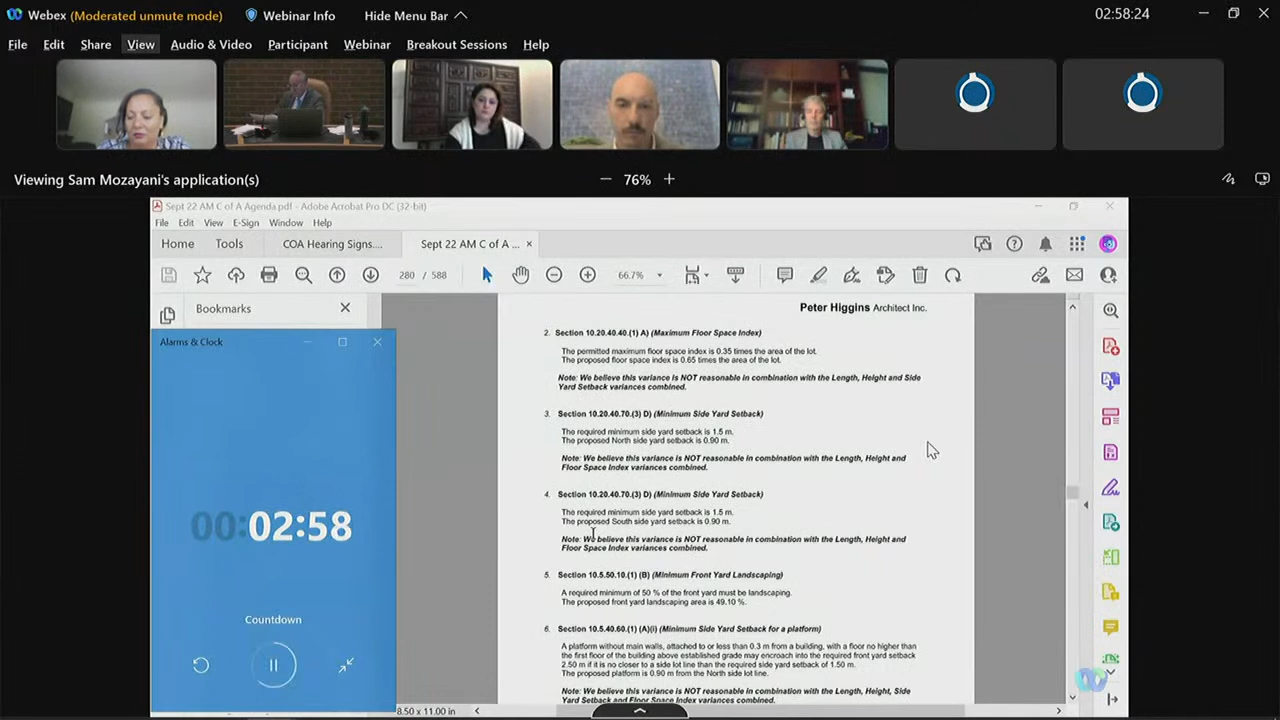 Webex (Moderated unmute mode) Webinar Info Hide Menu Bar 02:58:24
File Edit Share View Audio & Video Participant Webinar Breakout Sessions Help
Viewing Sam Mozayani's application(s) 76%
Sept 22 AM C of A Agenda.pdf - Adobe Acrobat Pro DC (32-bit)
File Edit View E-Sign Window Help
Home Tools COA Hearing Signs.... Sept 22 AM C of A ...
280 / 588 66.7%
Bookmarks
Alarms & Clock
00:02:58
Countdown
Peter Higgins Architect Inc.
2. Section 10.20.40.40.(1) A) (Maximum Floor Space Index)
The permitted maximum floor space index is 0.35 times the area of the lot.
The proposed floor space index is 0.65 times the area of the lot.
Note: We believe this variance is NOT reasonable in combination with the Length, Height and Side
Yard Setback variances combined.
3. Section 10.20.40.70.(3) D) (Minimum Side Yard Setback)
The required minimum side yard setback is 1.5 m.
The proposed North side yard setback is 0.90 m.
Note: We believe this variance is NOT reasonable in combination with the Length, Height and
Floor Space Index variances combined.
4. Section 10.20.40.70.(3) D) (Minimum Side Yard Setback)
The required minimum side yard setback is 1.5 m.
The proposed South side yard setback is 0.90 m.
Note: We believe this variance is NOT reasonable in combination with the Length, Height and
Floor Space Index variances combined.
5. Section 10.5.50.10.(1) (B) (Minimum Front Yard Landscaping)
A required minimum of 50 % of the front yard must be landscaping.
The proposed front yard landscaping area is 49.10 %.
6. Section 10.5.40.60.(1) (A)(i) (Minimum Side Yard Setback for a platform)
A platform without main walls, attached to or less than 0.3 m from a building, with a floor no higher than
the first floor of the building above established grade may encroach into the required front yard setback
2.50 m if it is no closer to a side lot line than the required side yard setback of 1.50 m.
The proposed platform is 0.90 m from the North side lot line.
Note: We believe this variance is NOT reasonable in combination with the Length, Height, Side
Yard Setback and Floor Space Index variances combined.
8.50 x 11.00 in